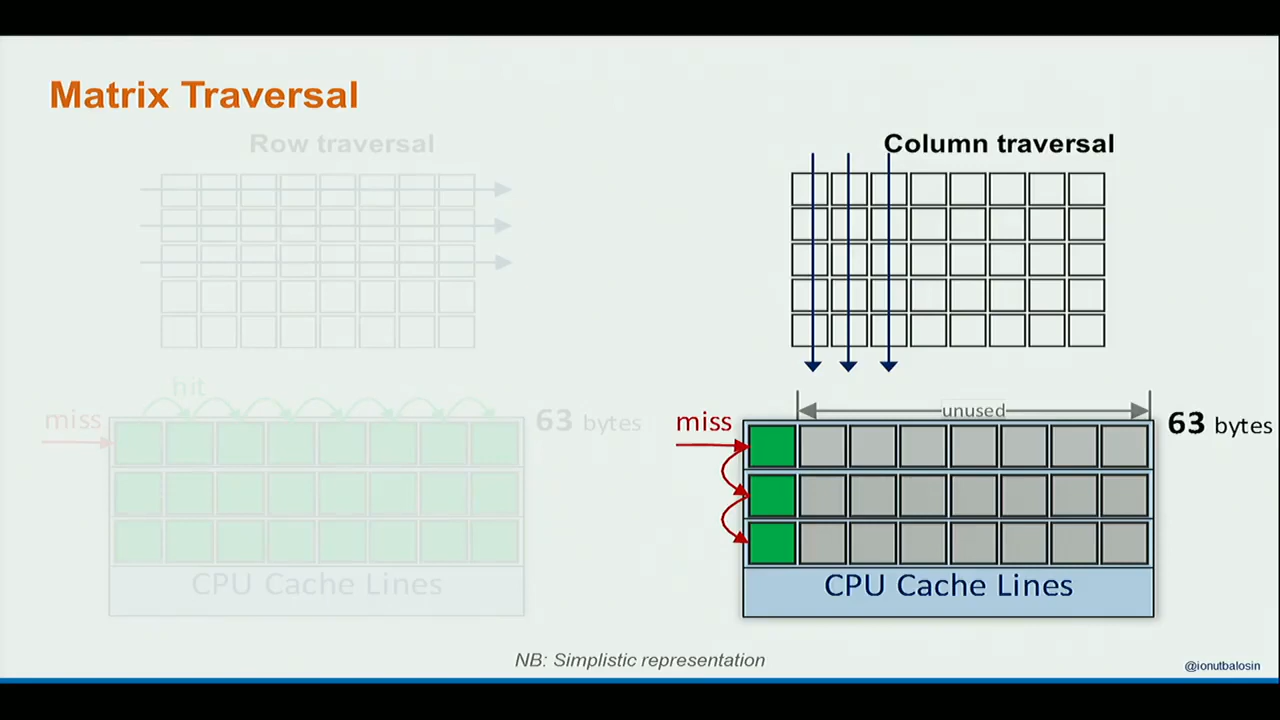 Matrix Traversal
Row traversal
hit
miss
63 bytes
CPU Cache Lines
Column traversal
unused
miss
63 bytes
CPU Cache Lines
NB: Simplistic representation
@ionutbalosin